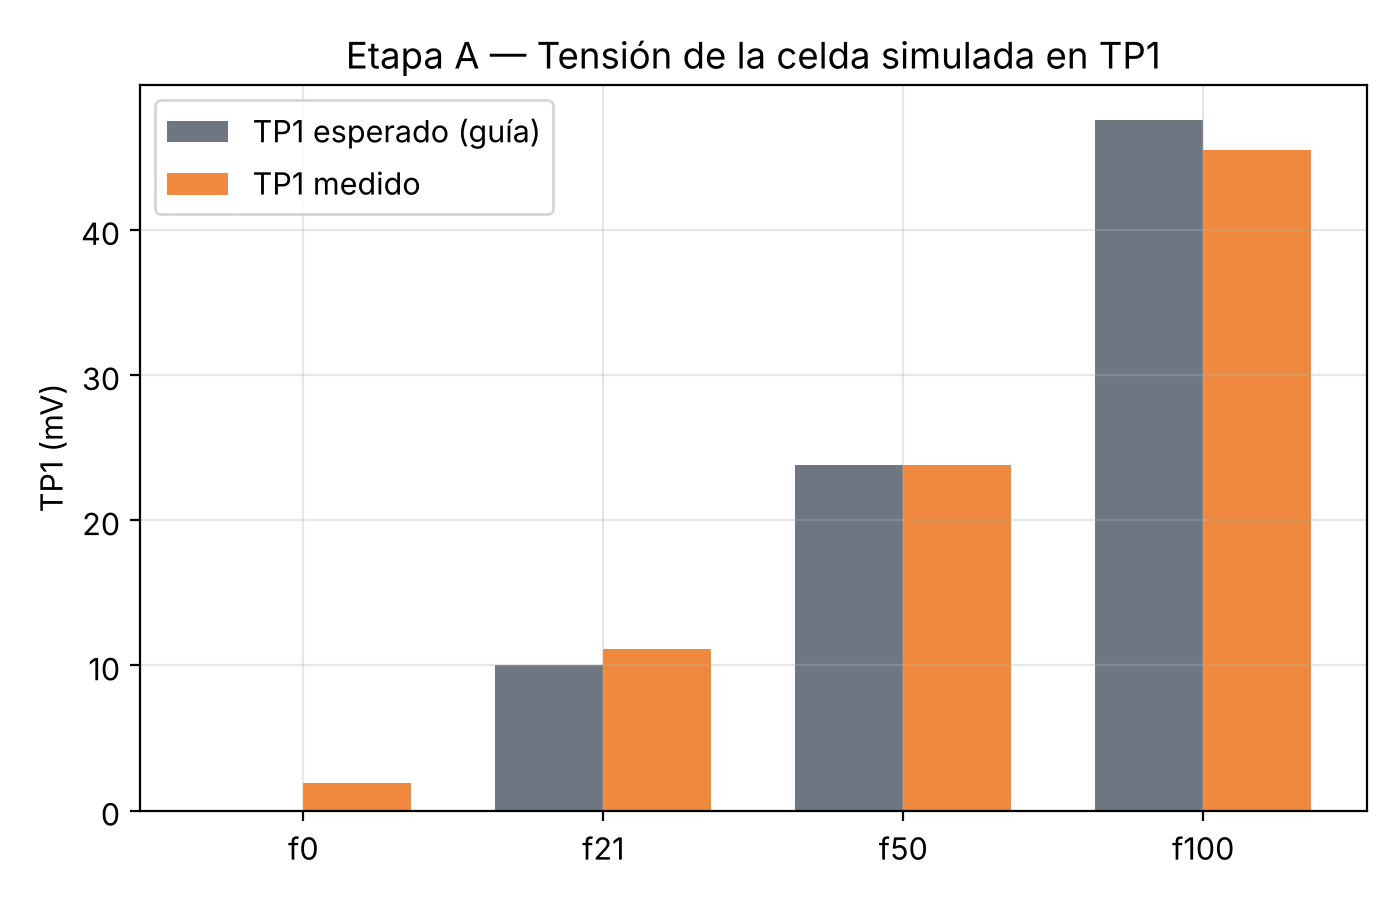 Etapa A — Tensión de la celda simulada en TP1
TP1 esperado (guía)
TP1 medido
TP1 (mV)
40
30
20
10
0
f0
f21
f50
f100